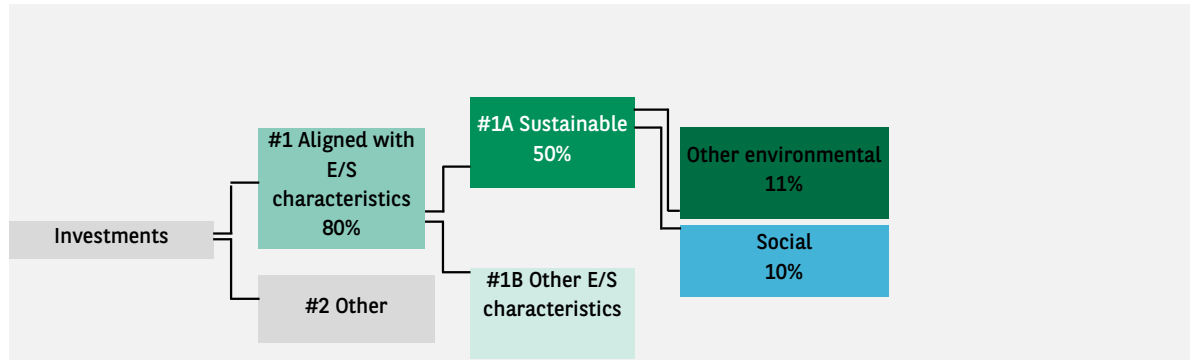 Investments
#1 Aligned with
E/S
characteristics
80%
#2 Other
#1A Sustainable
50%
#1B Other E/S
characteristics
Other environmental
11%
Social
10%